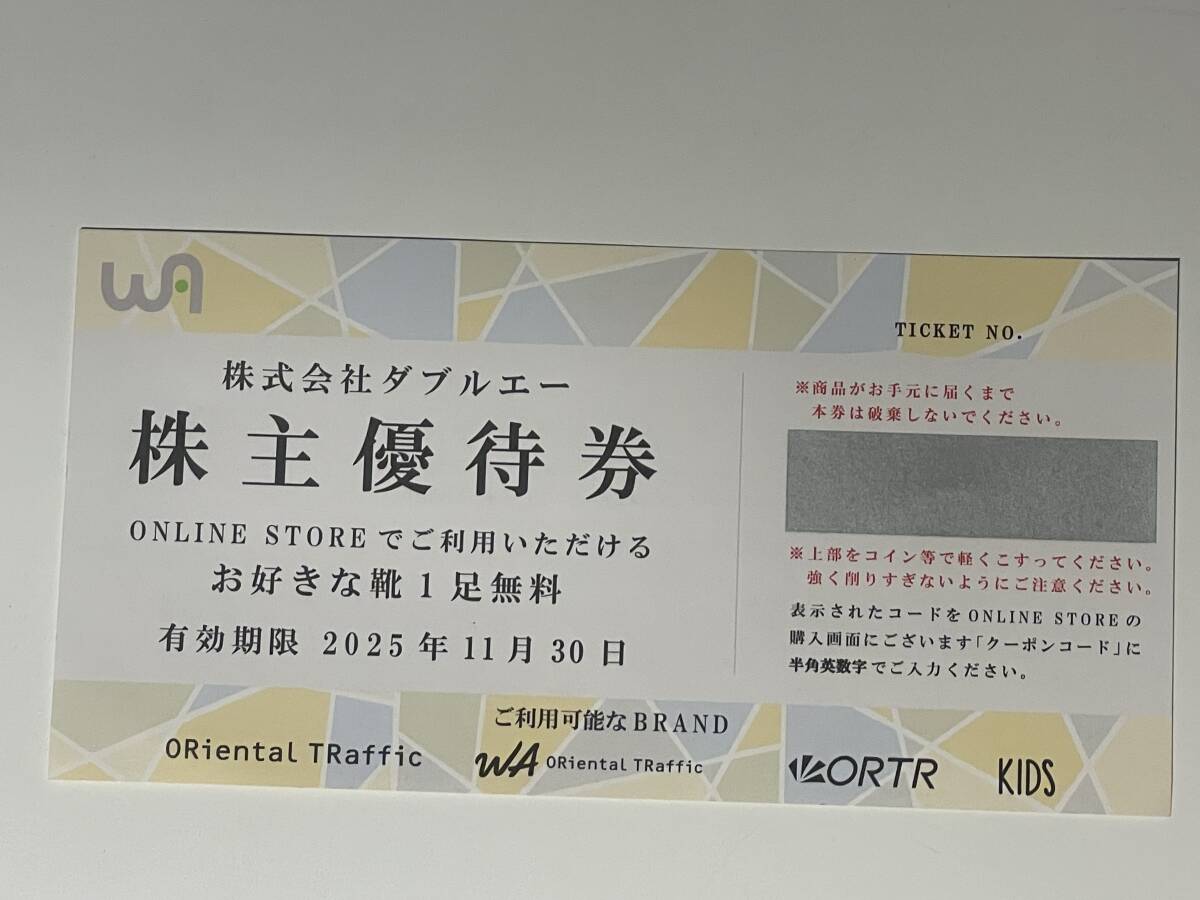 WA
TICKET NO.
株式会社ダブルエー
株主優待券
ONLINE STOREでご利用いただける
お好きな靴1足無料
有効期限 2025年11月30日
※商品がお手元に届くまで
本券は破棄しないでください。
※上部をコイン等で軽くこすってください。
強く削りすぎないようにご注意ください。
表示されたコードをONLINE STOREの
購入画面にございます「クーポンコード」に
半角英数字でご入力ください。
ご利用可能なBRAND
ORiental TRaffic
WA ORiental TRaffic
ORTR
KIDS